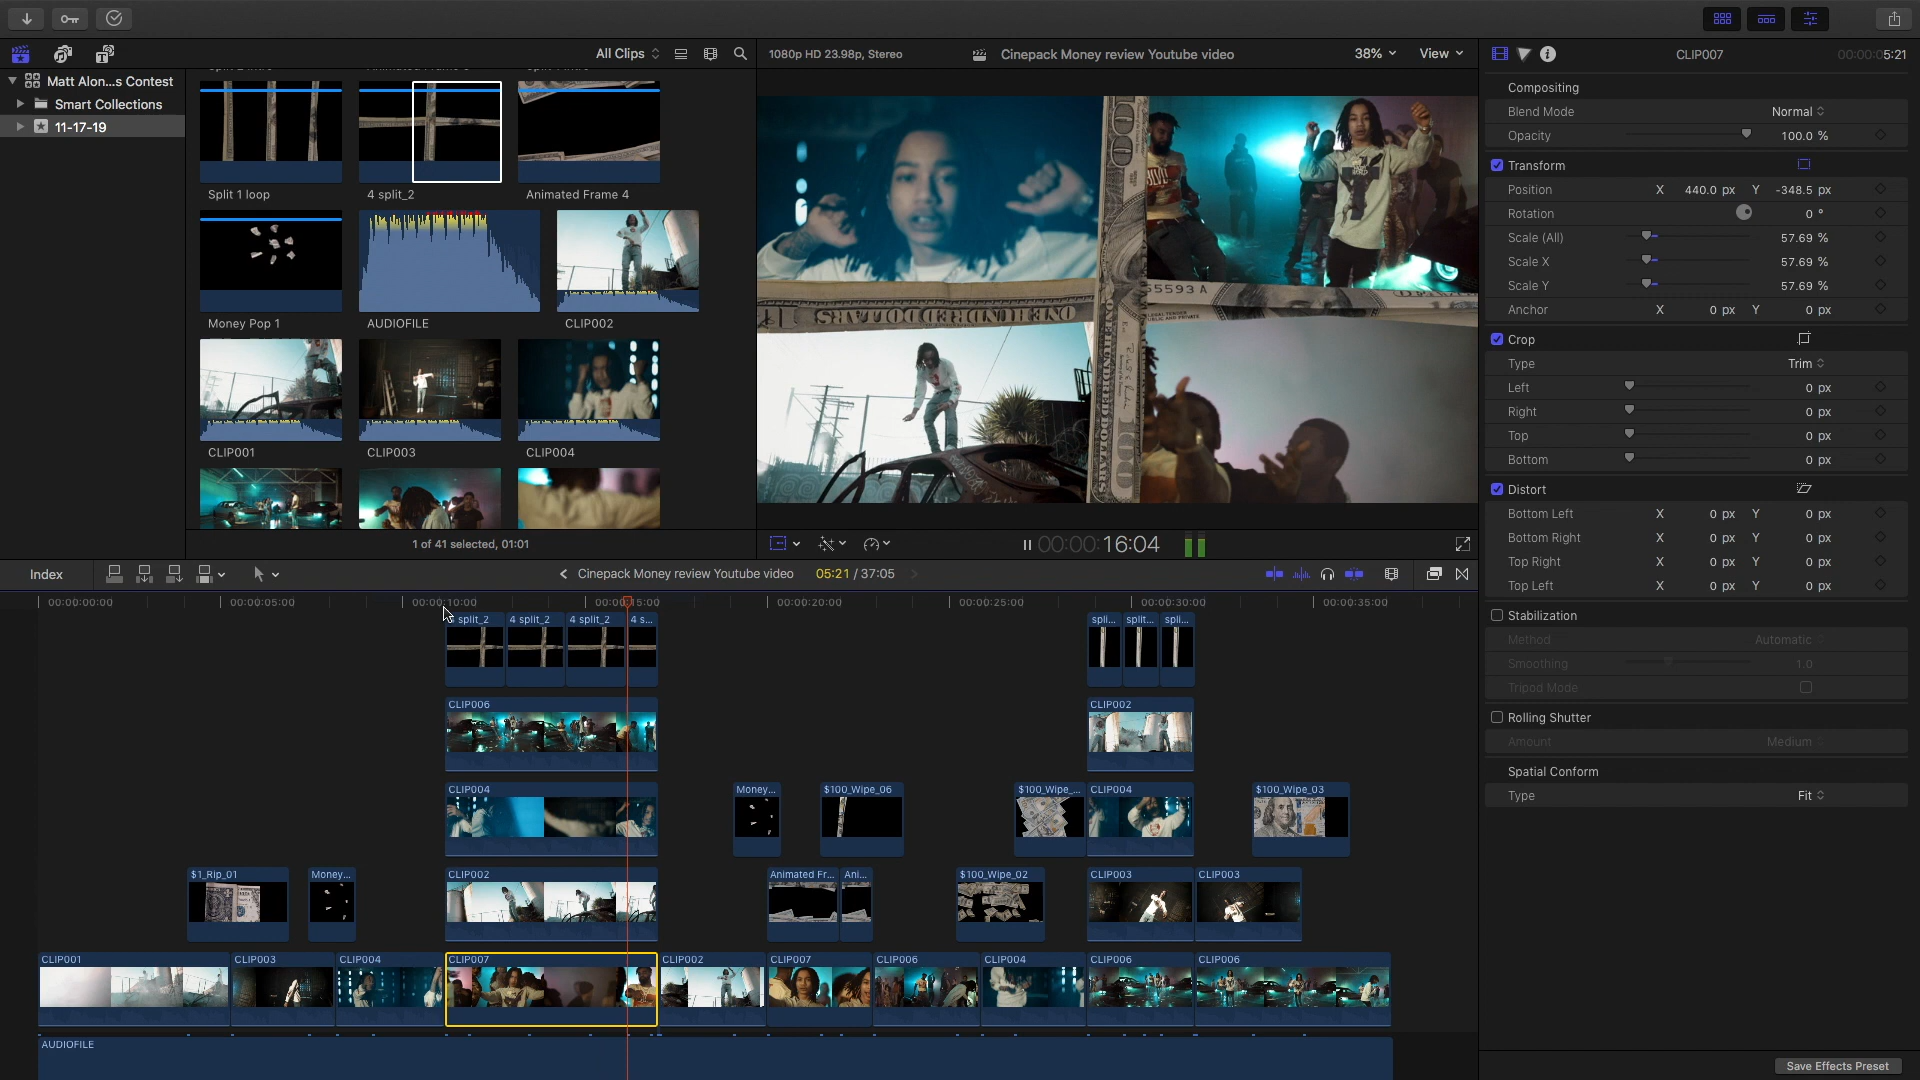 All Clips
1080p HD 23.98p, Stereo
Cinepack Money review Youtube video
38%
View
CLIP007
00:00:05:21
Matt Alon...s Contest
Smart Collections
11-17-19
Split 1 loop
4 split_2
Animated Frame 4
Money Pop 1
AUDIOFILE
CLIP002
CLIP001
CLIP003
CLIP004
1 of 41 selected, 01:01
00:00:16:04
Compositing
Blend Mode
Normal
Opacity
100.0 %
Transform
Position X 440.0 px Y -348.5 px
Rotation 0 °
Scale (All) 57.69 %
Scale X 57.69 %
Scale Y 57.69 %
Anchor X 0 px Y 0 px
Crop
Type Trim
Left 0 px
Right 0 px
Top 0 px
Bottom 0 px
Distort
Bottom Left X 0 px Y 0 px
Bottom Right X 0 px Y 0 px
Top Right X 0 px Y 0 px
Top Left X 0 px Y 0 px
Stabilization
Method Automatic
Smoothing 1.0
Tripod Mode
Rolling Shutter
Amount Medium
Spatial Conform
Type Fit
Save Effects Preset
Index
Cinepack Money review Youtube video
05:21 / 37:05
00:00:00:00 00:00:05:00 00:00:10:00 00:00:15:00 00:00:20:00 00:00:25:00 00:00:30:00 00:00:35:00
split_2 4 split_2 4 split_2 4 s... spli... split... spli...
CLIP006 CLIP002
CLIP004 Money... $100_Wipe_06 $100_Wipe_... CLIP004 $100_Wipe_03
$1_Rip_01 Money... CLIP002 Animated Fr... Ani... $100_Wipe_02 CLIP003 CLIP003
CLIP001 CLIP003 CLIP004 CLIP007 CLIP002 CLIP007 CLIP006 CLIP004 CLIP006 CLIP006
AUDIOFILE